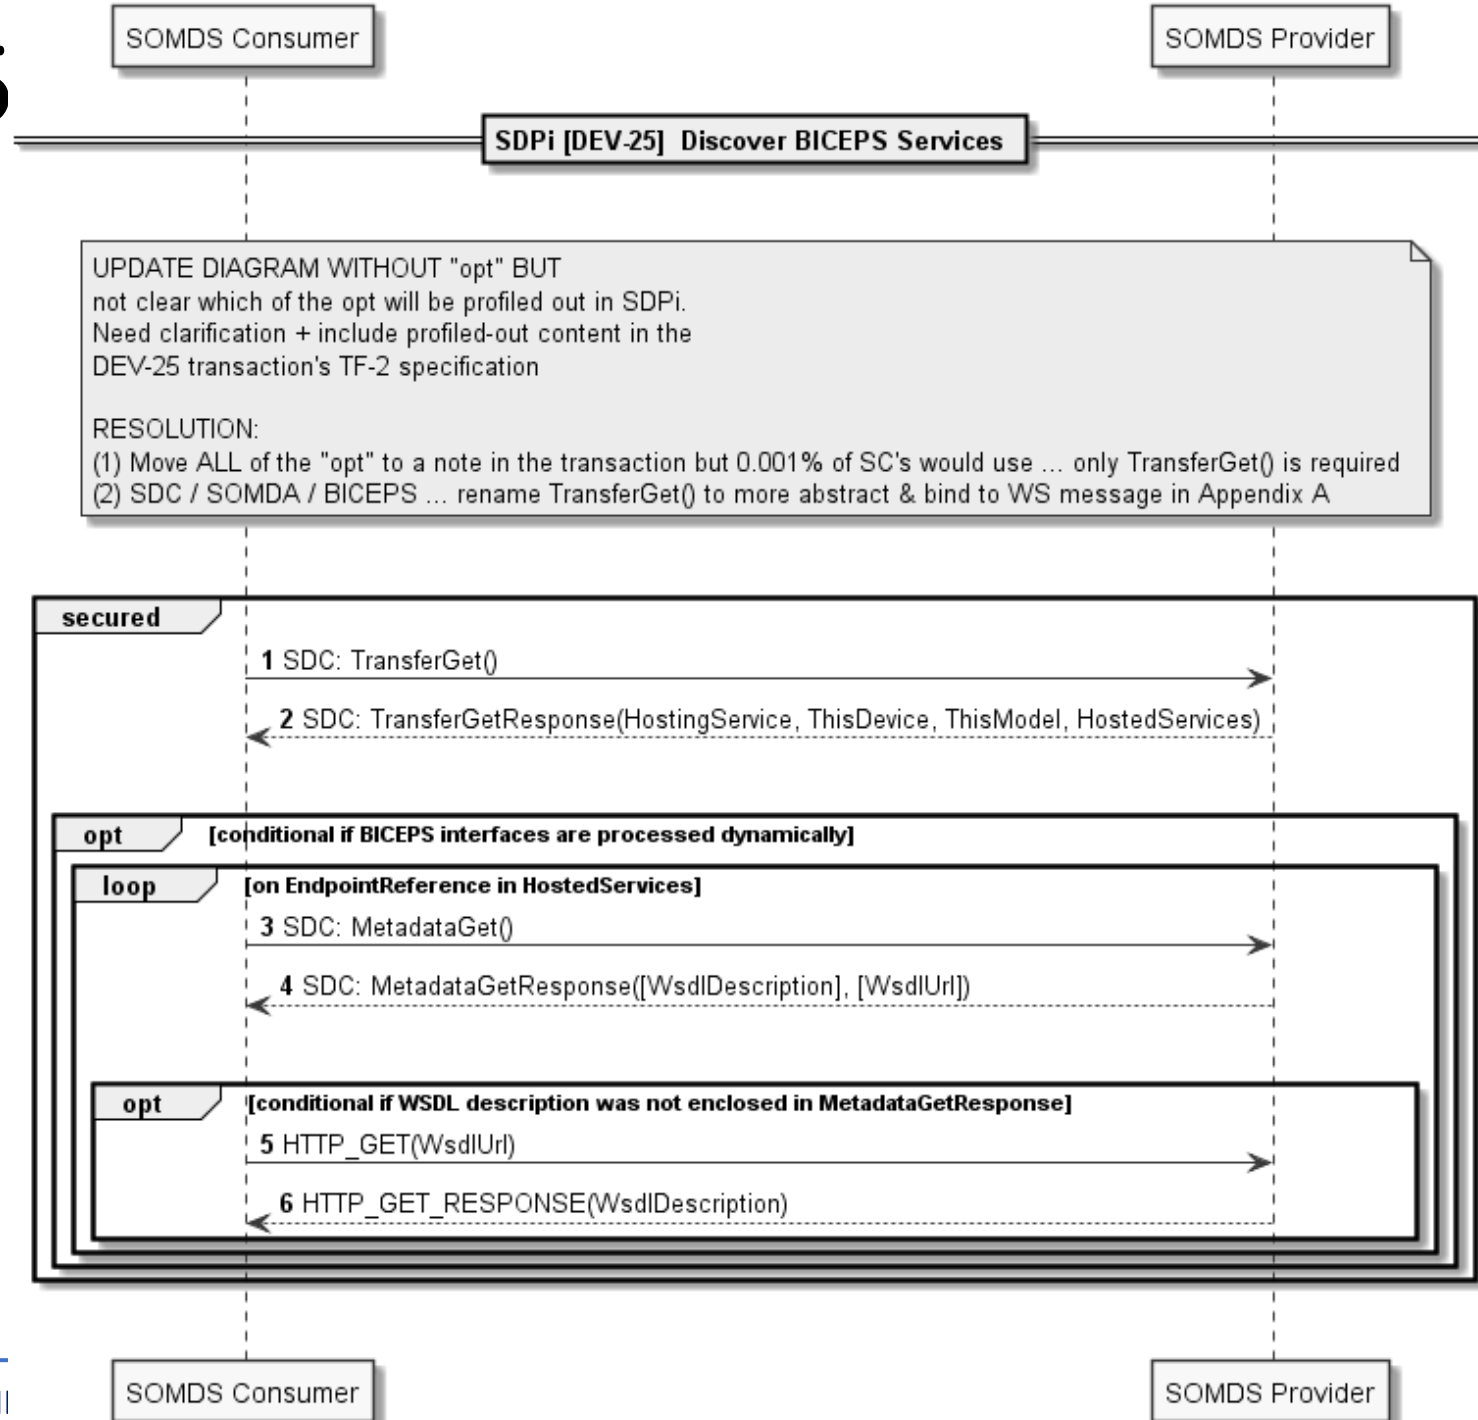 SOMDS Consumer
SOMDS Provider
SDPi [DEV-25]  Discover BICEPS Services
UPDATE DIAGRAM WITHOUT "opt" BUT
not clear which of the opt will be profiled out in SDPi.
Need clarification + include profiled-out content in the
DEV-25 transaction's TF-2 specification
RESOLUTION:
(1) Move ALL of the "opt" to a note in the transaction but 0.001% of SC's would use ... only TransferGet() is required
(2) SDC / SOMDA / BICEPS ... rename TransferGet() to more abstract & bind to WS message in Appendix A
secured
1 SDC: TransferGet()
2 SDC: TransferGetResponse(HostingService, ThisDevice, ThisModel, HostedServices)
opt [conditional if BICEPS interfaces are processed dynamically]
loop [on EndpointReference in HostedServices]
3 SDC: MetadataGet()
4 SDC: MetadataGetResponse([WsdlDescription], [WsdlUrl])
opt [conditional if WSDL description was not enclosed in MetadataGetResponse]
5 HTTP_GET(WsdlUrl)
6 HTTP_GET_RESPONSE(WsdlDescription)
SOMDS Consumer
SOMDS Provider